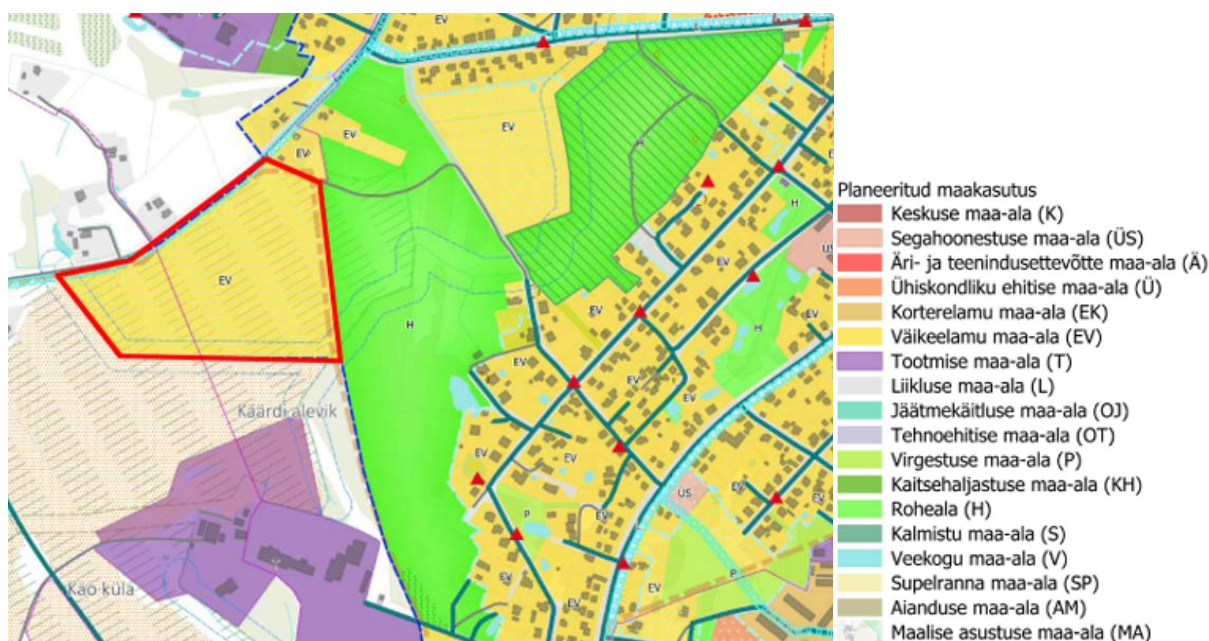 EV
EV
EV
EV
EV
H
EV
H
ÜS
EV
H
H
EV
EV
EV
EV
EV
EV
Käärdi alevik
EV
EV
EV
ÜS
EV
EV
P
EV
Käo küla
EV
EV
P
Planeeritud maakasutus
Keskuse maa-ala (K)
Segahoonestuse maa-ala (ÜS)
Äri- ja teenindusettevõtte maa-ala (Ä)
Ühiskondliku ehitise maa-ala (Ü)
Korterelamu maa-ala (EK)
Väikeelamu maa-ala (EV)
Tootmise maa-ala (T)
Liikluse maa-ala (L)
Jäätmekäitluse maa-ala (OJ)
Tehnoehitise maa-ala (OT)
Virgestuse maa-ala (P)
Kaitsehaljastuse maa-ala (KH)
Roheala (H)
Kalmistu maa-ala (S)
Veekogu maa-ala (V)
Supelranna maa-ala (SP)
Aianduse maa-ala (AM)
Maalise asustuse maa-ala (MA)